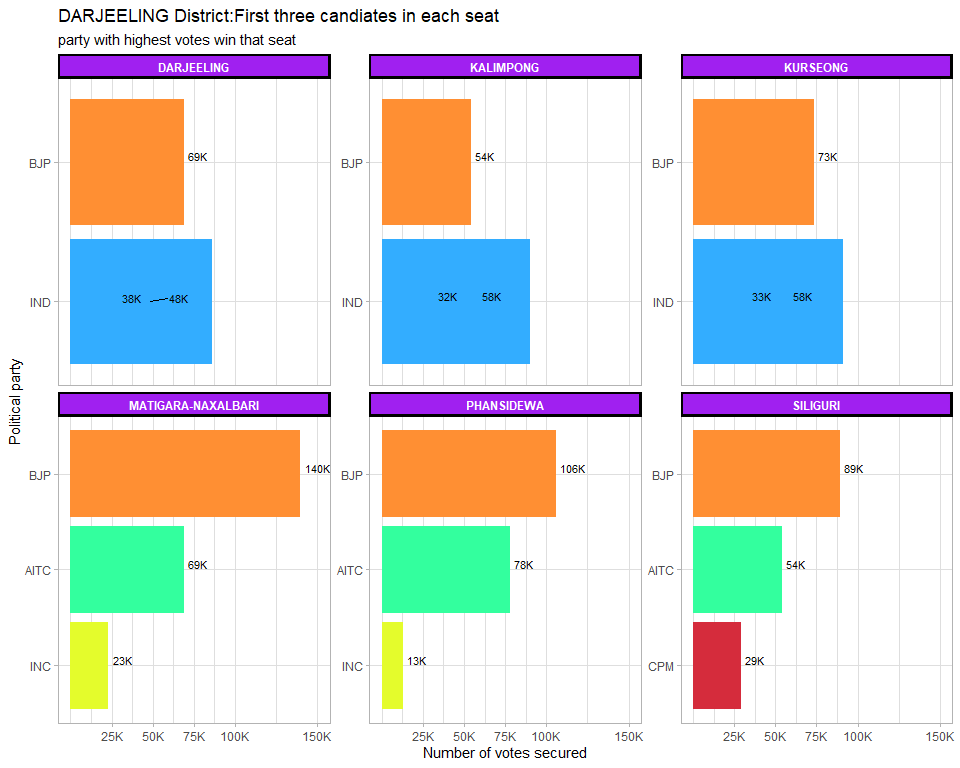 DARJEELING District:First three candiates in each seat
party with highest votes win that seat
DARJEELING
KALIMPONG
KURSEONG
BJP 69K
IND 38K 48K
BJP 54K
IND 32K 58K
BJP 73K
IND 33K 58K
MATIGARA-NAXALBARI
PHANSIDEWA
SILIGURI
BJP 140K
AITC 69K
INC 23K
BJP 106K
AITC 78K
INC 13K
BJP 89K
AITC 54K
CPM 29K
25K 50K 75K 100K 150K
25K 50K 75K 100K 150K
25K 50K 75K 100K 150K
Number of votes secured
Political party